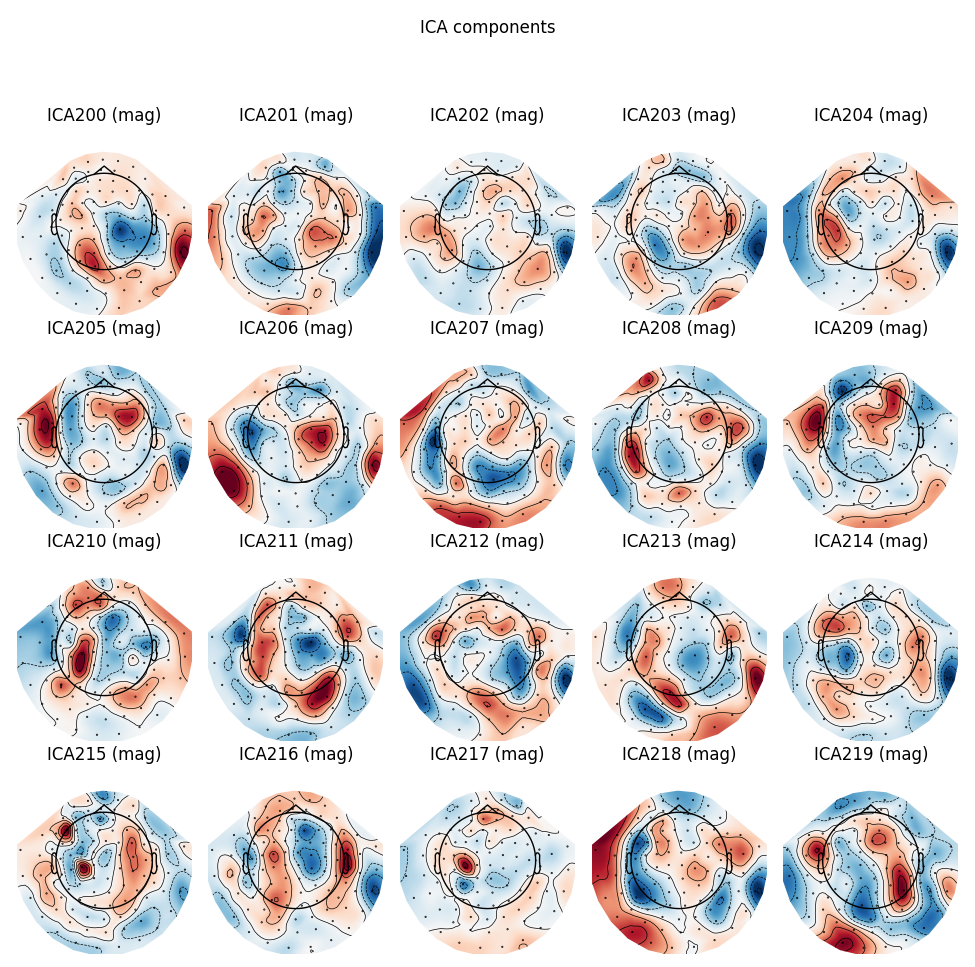 ICA components
ICA200 (mag) ICA201 (mag) ICA202 (mag) ICA203 (mag) ICA204 (mag)
ICA205 (mag) ICA206 (mag) ICA207 (mag) ICA208 (mag) ICA209 (mag)
ICA210 (mag) ICA211 (mag) ICA212 (mag) ICA213 (mag) ICA214 (mag)
ICA215 (mag) ICA216 (mag) ICA217 (mag) ICA218 (mag) ICA219 (mag)